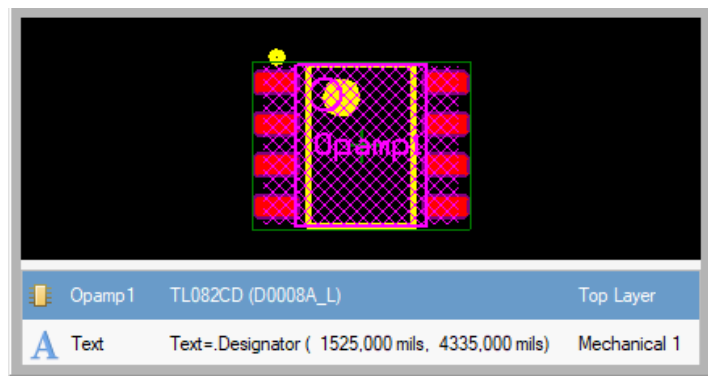 Opamp1
Opamp1 TL082CD (D0008A_L) Top Layer
A Text Text=.Designator ( 1525,000 mils, 4335,000 mils) Mechanical 1